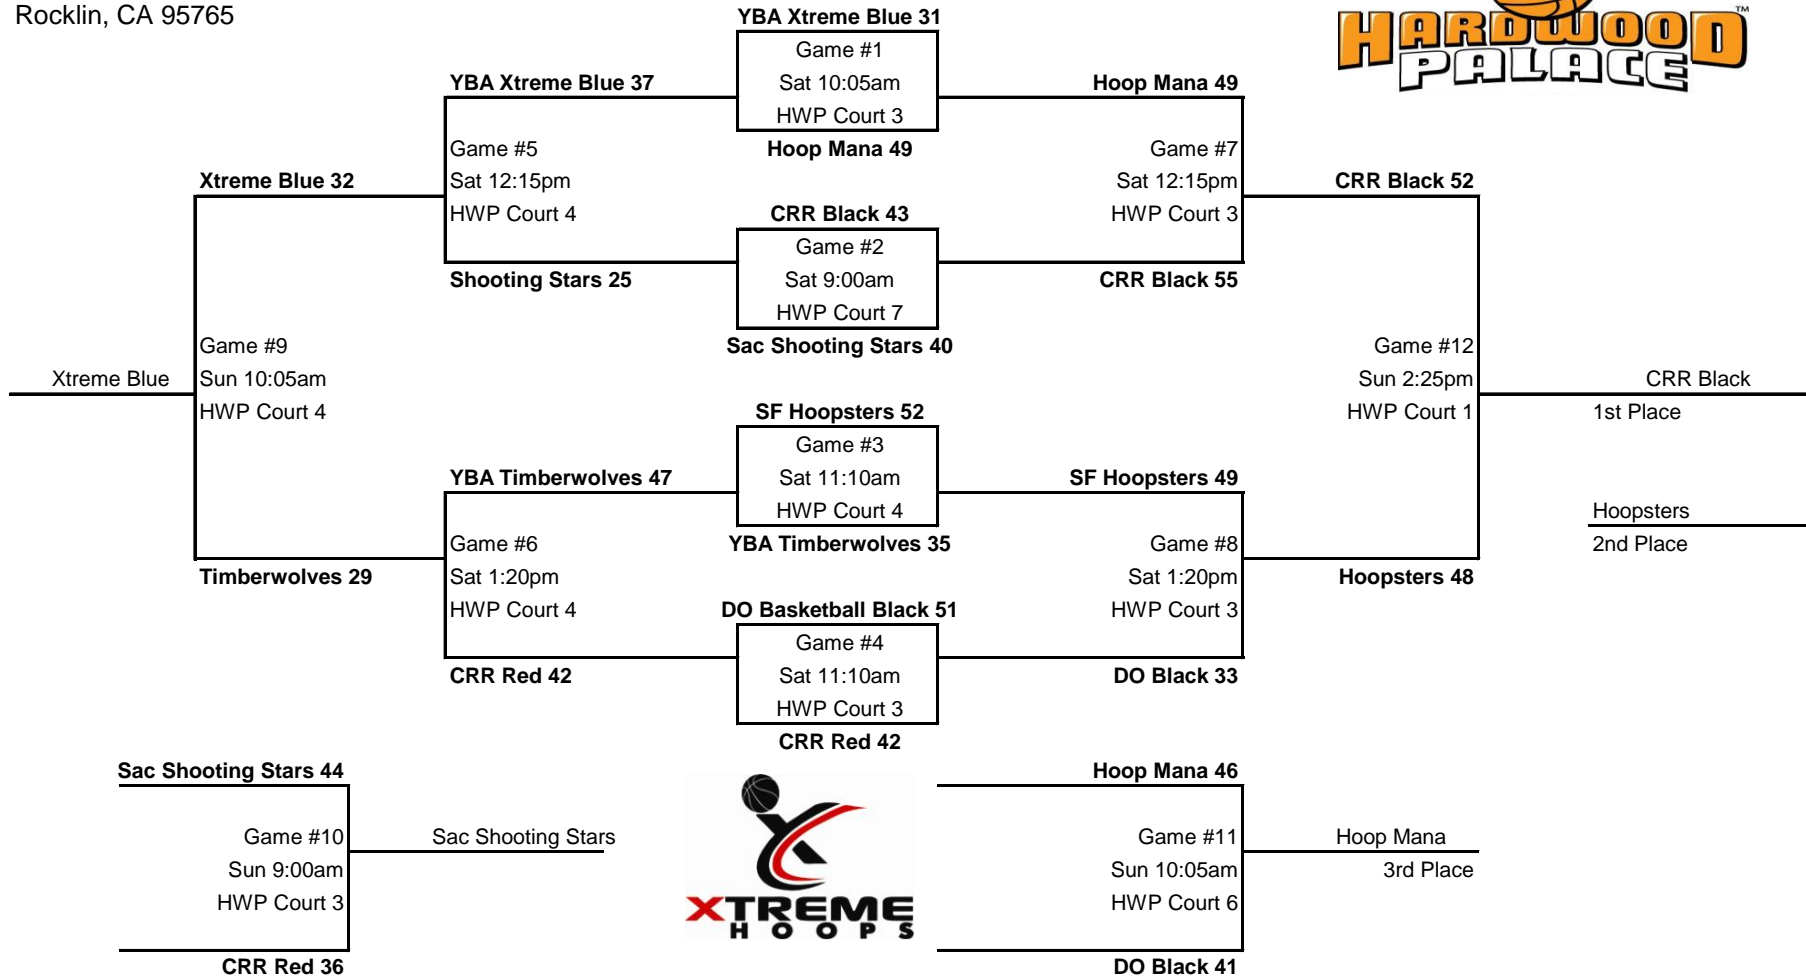 Rocklin, CA 95765
HARDWOOD
PALACE™
YBA Xtreme Blue 31
Game #1
Sat 10:05am
HWP Court 3
Hoop Mana 49
YBA Xtreme Blue 37
Game #5
Sat 12:15pm
HWP Court 4
Shooting Stars 25
Hoop Mana 49
Game #7
Sat 12:15pm
HWP Court 3
CRR Black 55
Xtreme Blue 32
CRR Black 43
Game #2
Sat 9:00am
HWP Court 7
Sac Shooting Stars 40
CRR Black 52
Game #9
Sun 10:05am
HWP Court 4
Xtreme Blue
Game #12
Sun 2:25pm
HWP Court 1
CRR Black
1st Place
SF Hoopsters 52
Game #3
Sat 11:10am
HWP Court 4
YBA Timberwolves 35
YBA Timberwolves 47
Game #6
Sat 1:20pm
HWP Court 4
CRR Red 42
SF Hoopsters 49
Game #8
Sat 1:20pm
HWP Court 3
DO Black 33
Hoopsters
2nd Place
Timberwolves 29
Hoopsters 48
DO Basketball Black 51
Game #4
Sat 11:10am
HWP Court 3
CRR Red 42
Sac Shooting Stars 44
Game #10
Sun 9:00am
HWP Court 3
CRR Red 36
Sac Shooting Stars
XTREME
HOOPS
Hoop Mana 46
Game #11
Sun 10:05am
HWP Court 6
DO Black 41
Hoop Mana
3rd Place